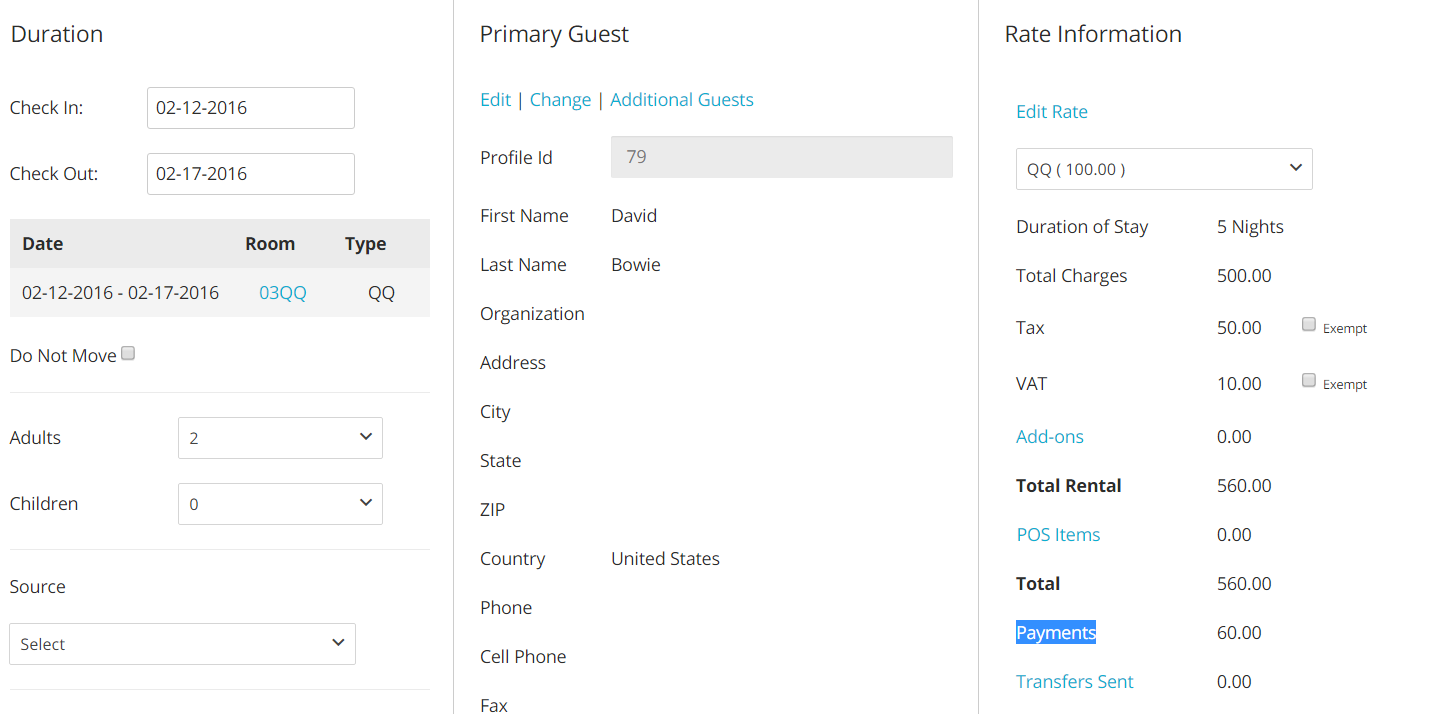 Duration
Check In: 02-12-2016
Check Out: 02-17-2016
Date Room Type
02-12-2016 - 02-17-2016 03QQ QQ
Do Not Move
Adults 2
Children 0
Source
Select
Primary Guest
Edit | Change | Additional Guests
Profile Id 79
First Name David
Last Name Bowie
Organization
Address
City
State
ZIP
Country United States
Phone
Cell Phone
Fax
Rate Information
Edit Rate
QQ ( 100.00 )
Duration of Stay 5 Nights
Total Charges 500.00
Tax 50.00 Exempt
VAT 10.00 Exempt
Add-ons 0.00
Total Rental 560.00
POS Items 0.00
Total 560.00
Payments 60.00
Transfers Sent 0.00